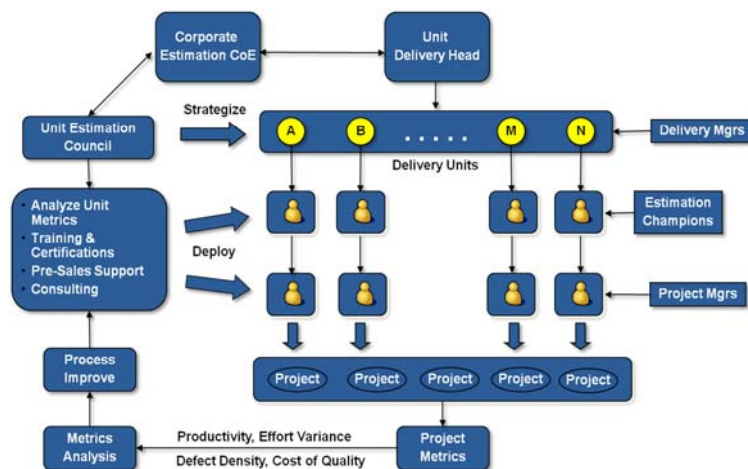 Corporate
Estimation CoE
Unit
Delivery Head
Unit Estimation
Council
Strategize
A
B
. . . . .
M
N
Delivery Mgrs
Delivery Units
• Analyze Unit
Metrics
• Training &
Certifications
• Pre-Sales Support
• Consulting
Deploy
Estimation
Champions
Project Mgrs
Process
Improve
Project
Project
Project
Project
Project
Metrics
Analysis
Productivity, Effort Variance
Defect Density, Cost of Quality
Project
Metrics